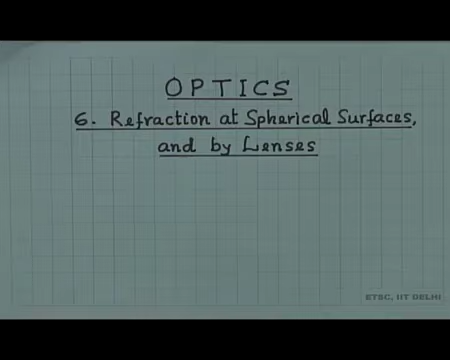 OPTICS
6. Refraction at Spherical Surfaces,
and by Lenses
ETSC, IIT DELHI